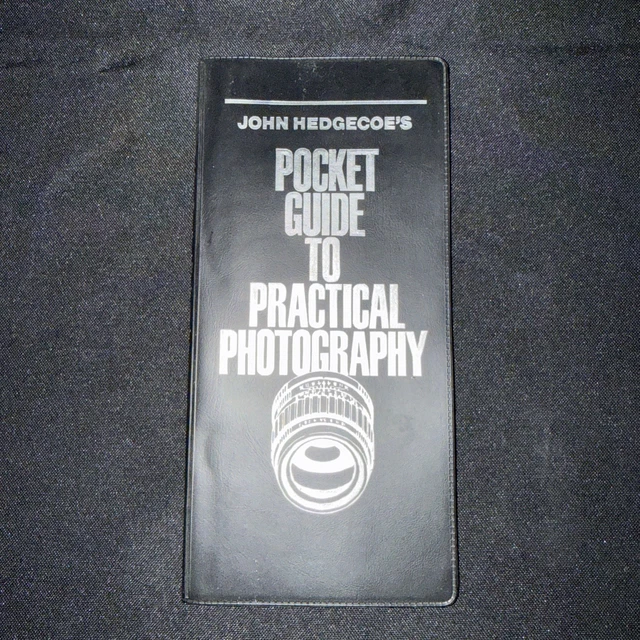 JOHN HEDGECOE'S
POCKET
GUIDE
TO
PRACTICAL
PHOTOGRAPHY